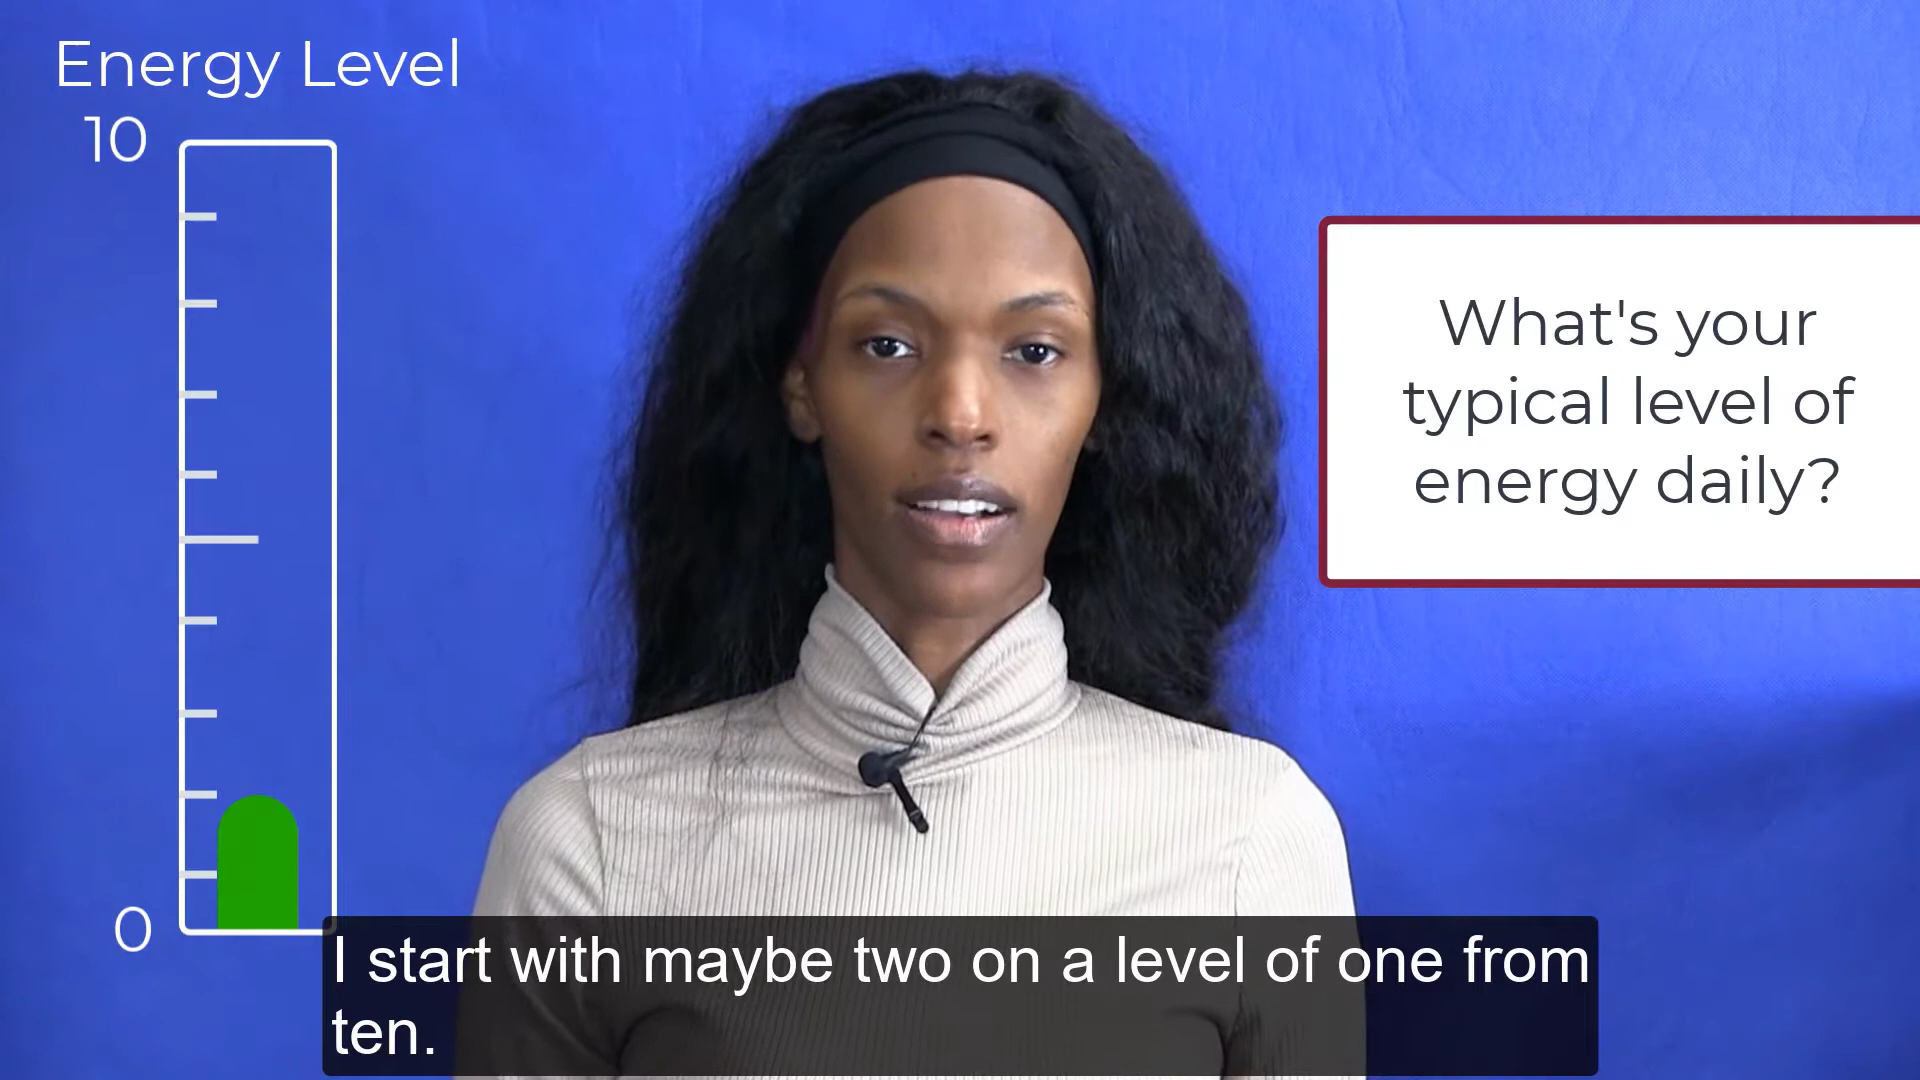 Energy Level
10
0
What's your
typical level of
energy daily?
I start with maybe two on a level of one from
ten.